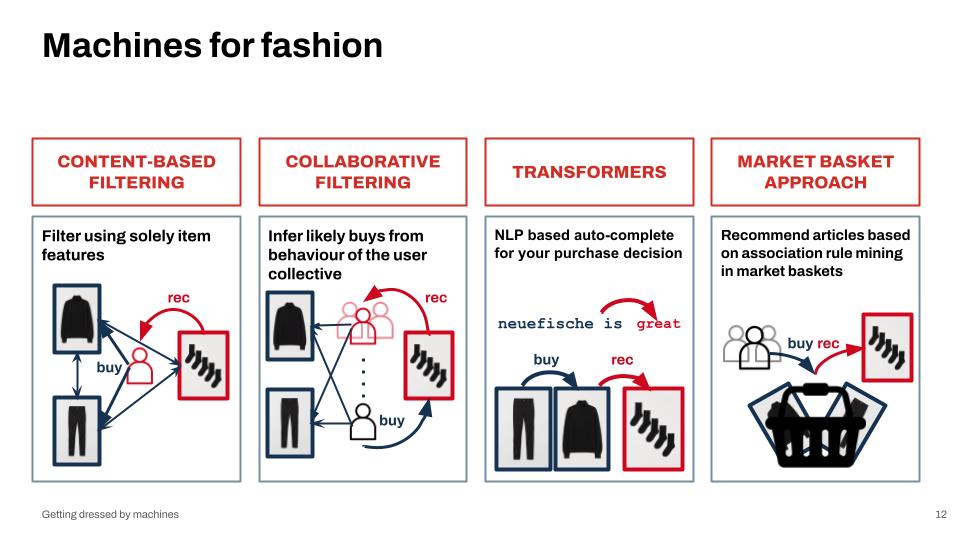 Machines for fashion
CONTENT-BASED
FILTERING
COLLABORATIVE
FILTERING
TRANSFORMERS
MARKET BASKET
APPROACH
Filter using solely item
features
rec
buy
Infer likely buys from
behaviour of the user
collective
rec
buy
NLP based auto-complete
for your purchase decision
neuefische is great
buy rec
Recommend articles based
on association rule mining
in market baskets
buy rec
Getting dressed by machines
12